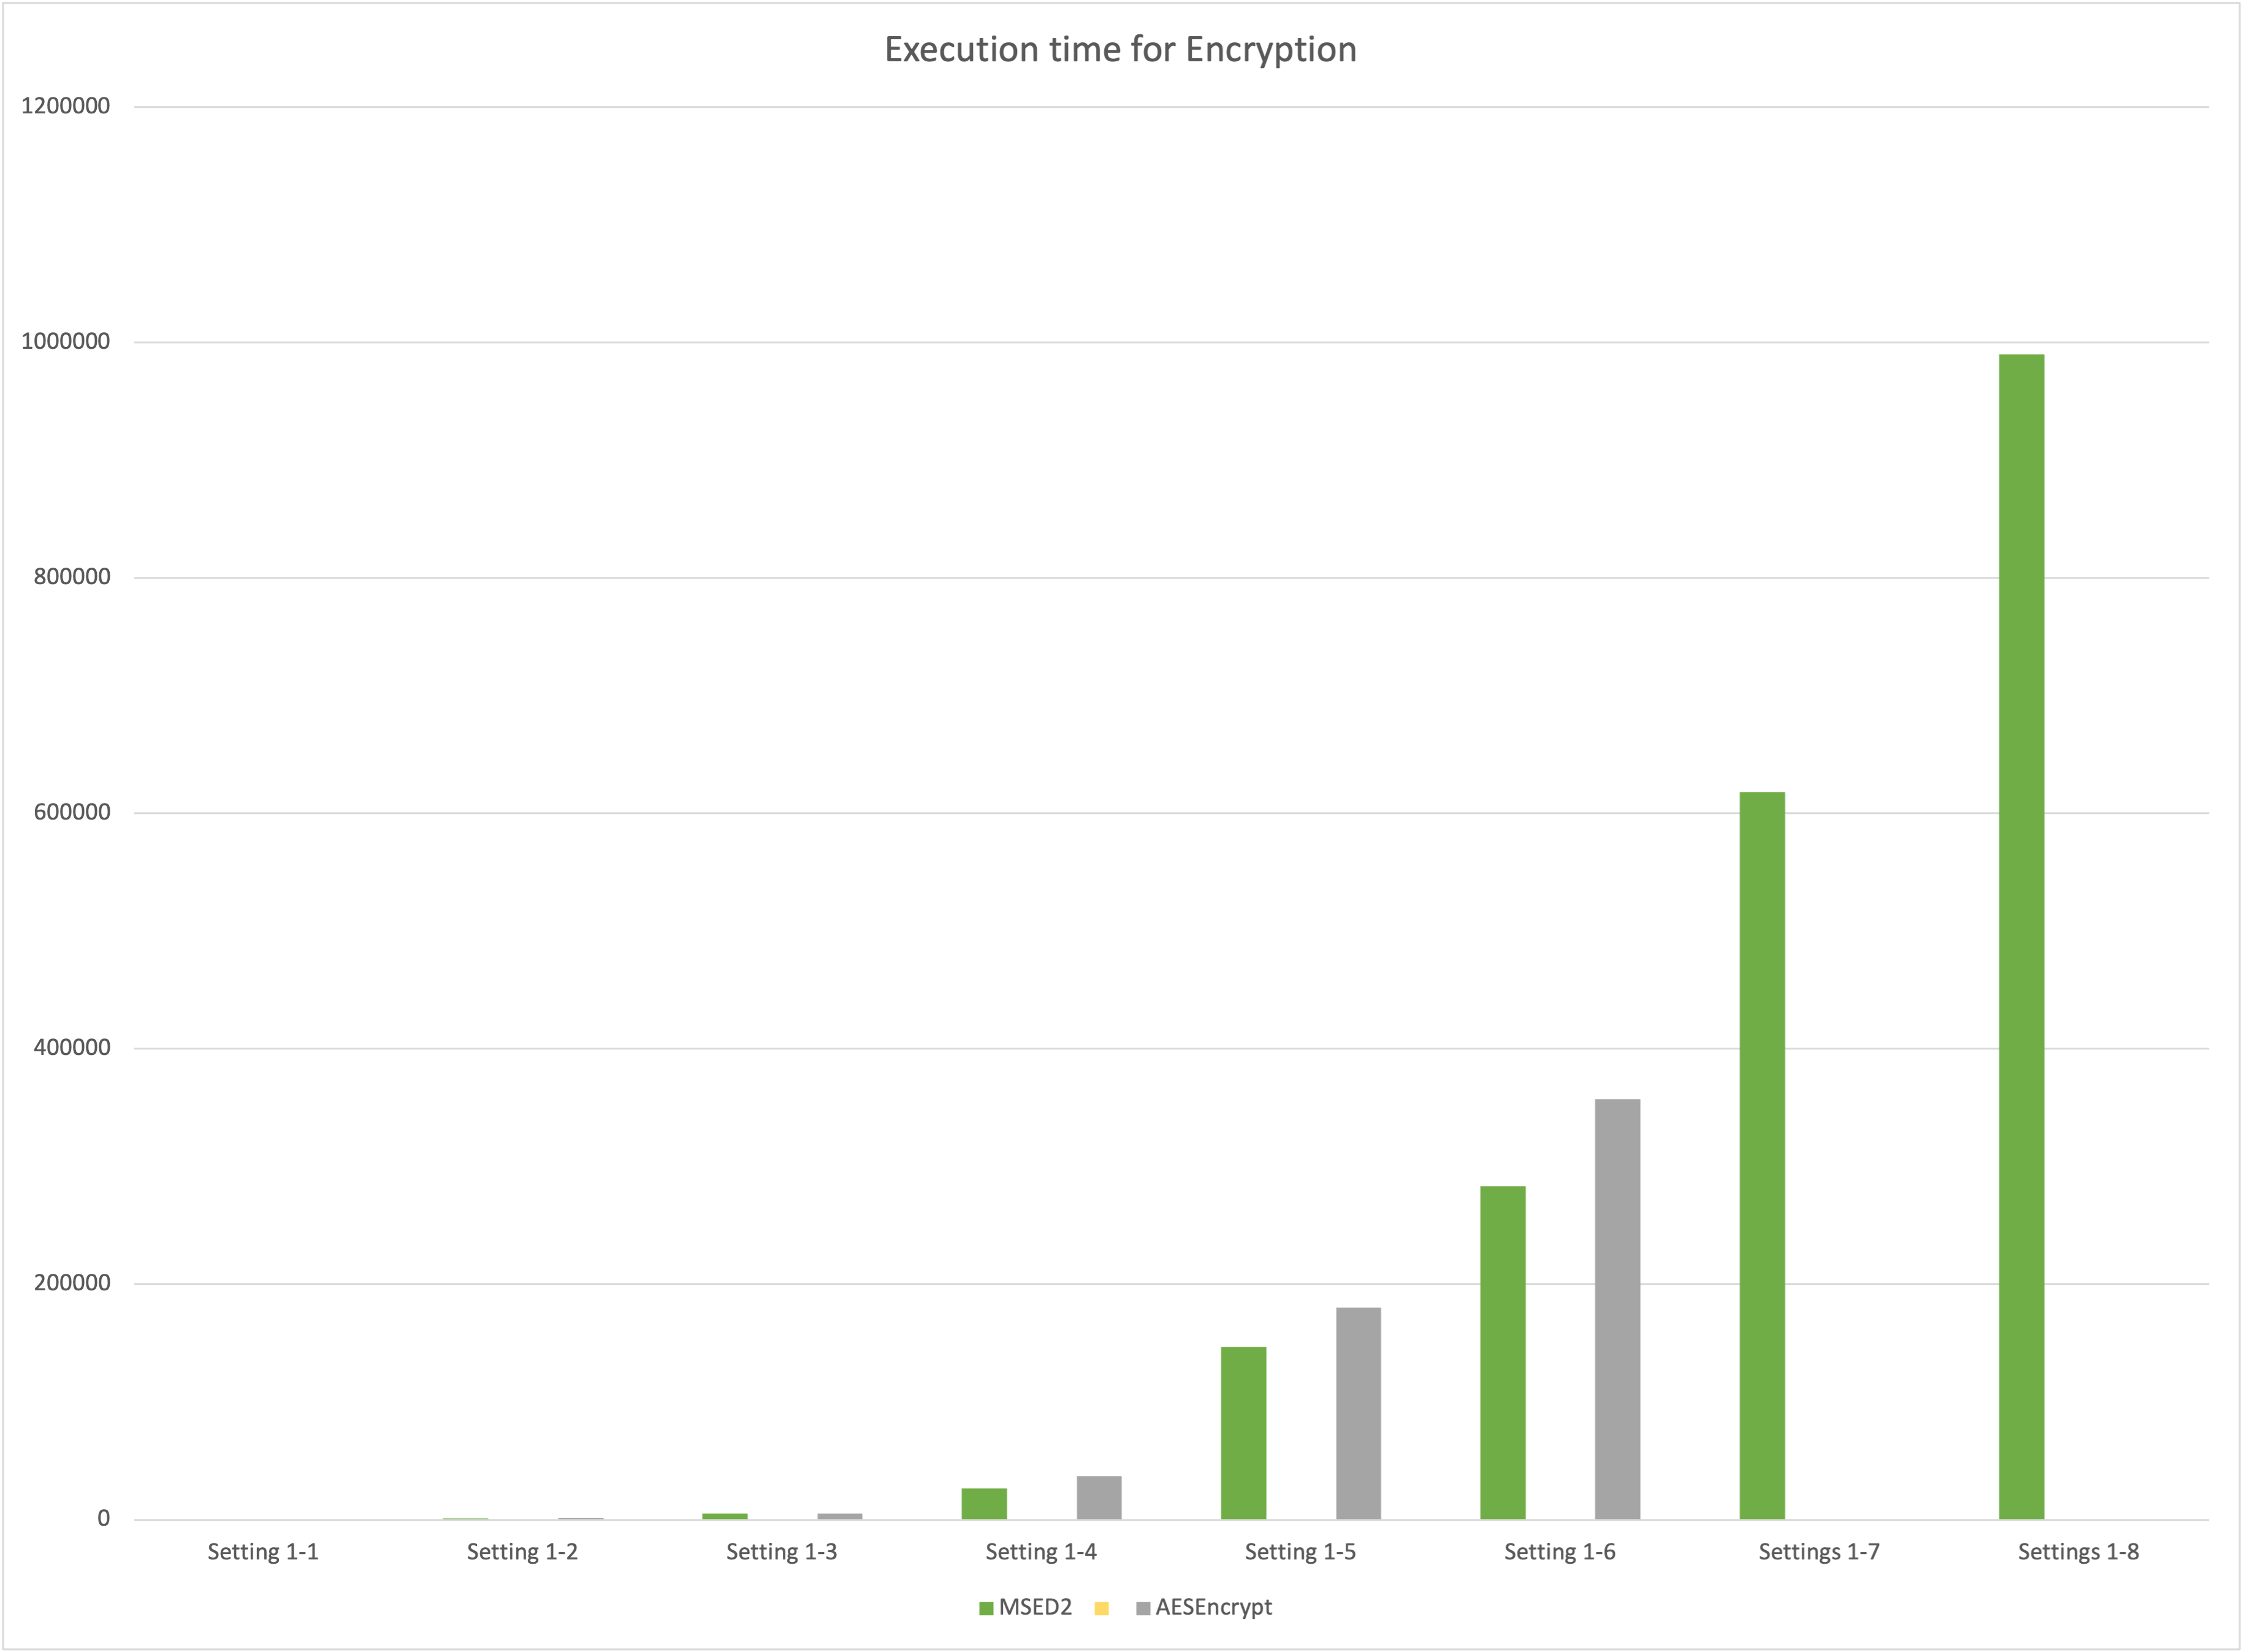 Execution time for Encryption
1200000
1000000
800000
600000
400000
200000
0
Setting 1-1 Setting 1-2 Setting 1-3 Setting 1-4 Setting 1-5 Setting 1-6 Settings 1-7 Settings 1-8
MSED2 AESEncrypt